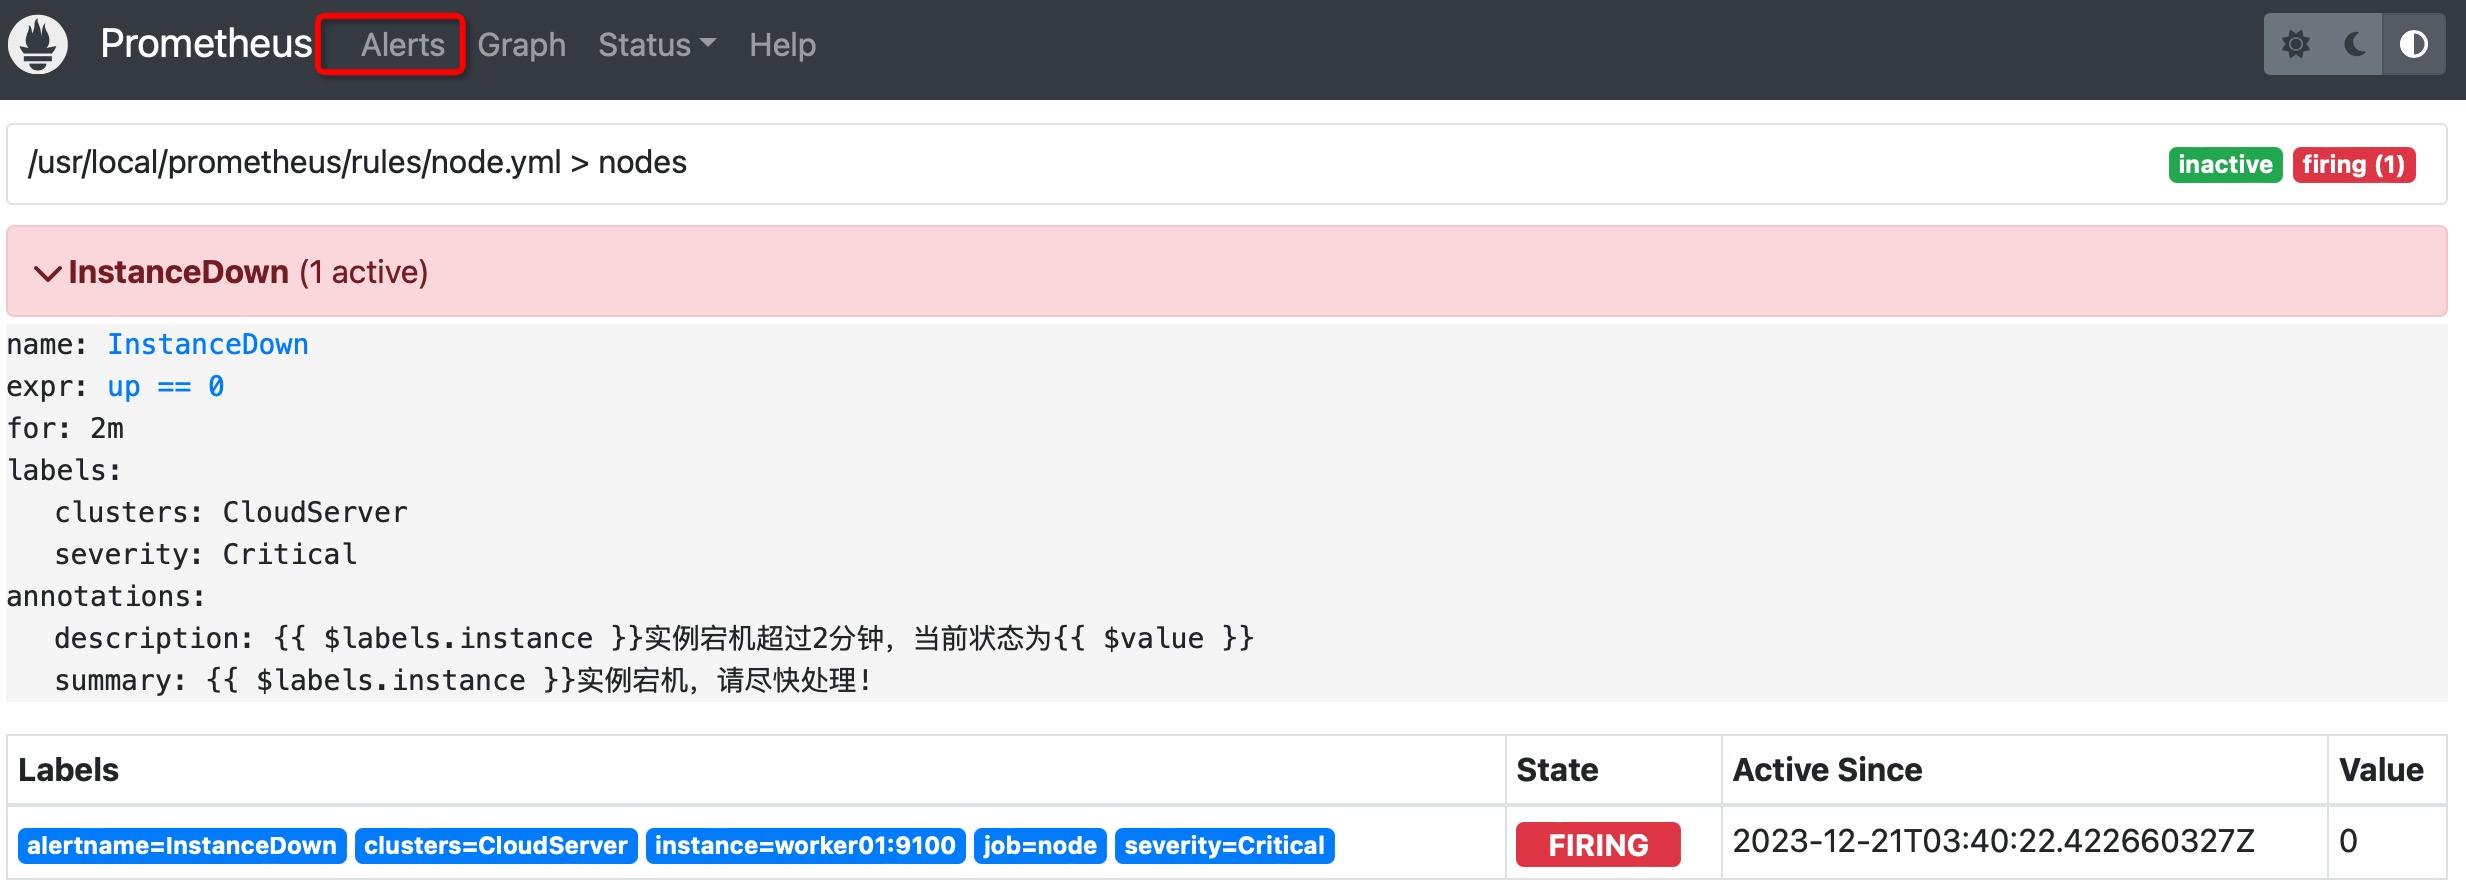 Prometheus Alerts Graph Status Help
/usr/local/prometheus/rules/node.yml > nodes inactive firing (1)
InstanceDown (1 active)
name: InstanceDown
expr: up == 0
for: 2m
labels:
clusters: CloudServer
severity: Critical
annotations:
description: {{ $labels.instance }}实例宕机超过2分钟，当前状态为{{ $value }}
summary: {{ $labels.instance }}实例宕机，请尽快处理!
Labels State Active Since Value
alertname=InstanceDown clusters=CloudServer instance=worker01:9100 job=node severity=Critical FIRING 2023-12-21T03:40:22.422660327Z 0